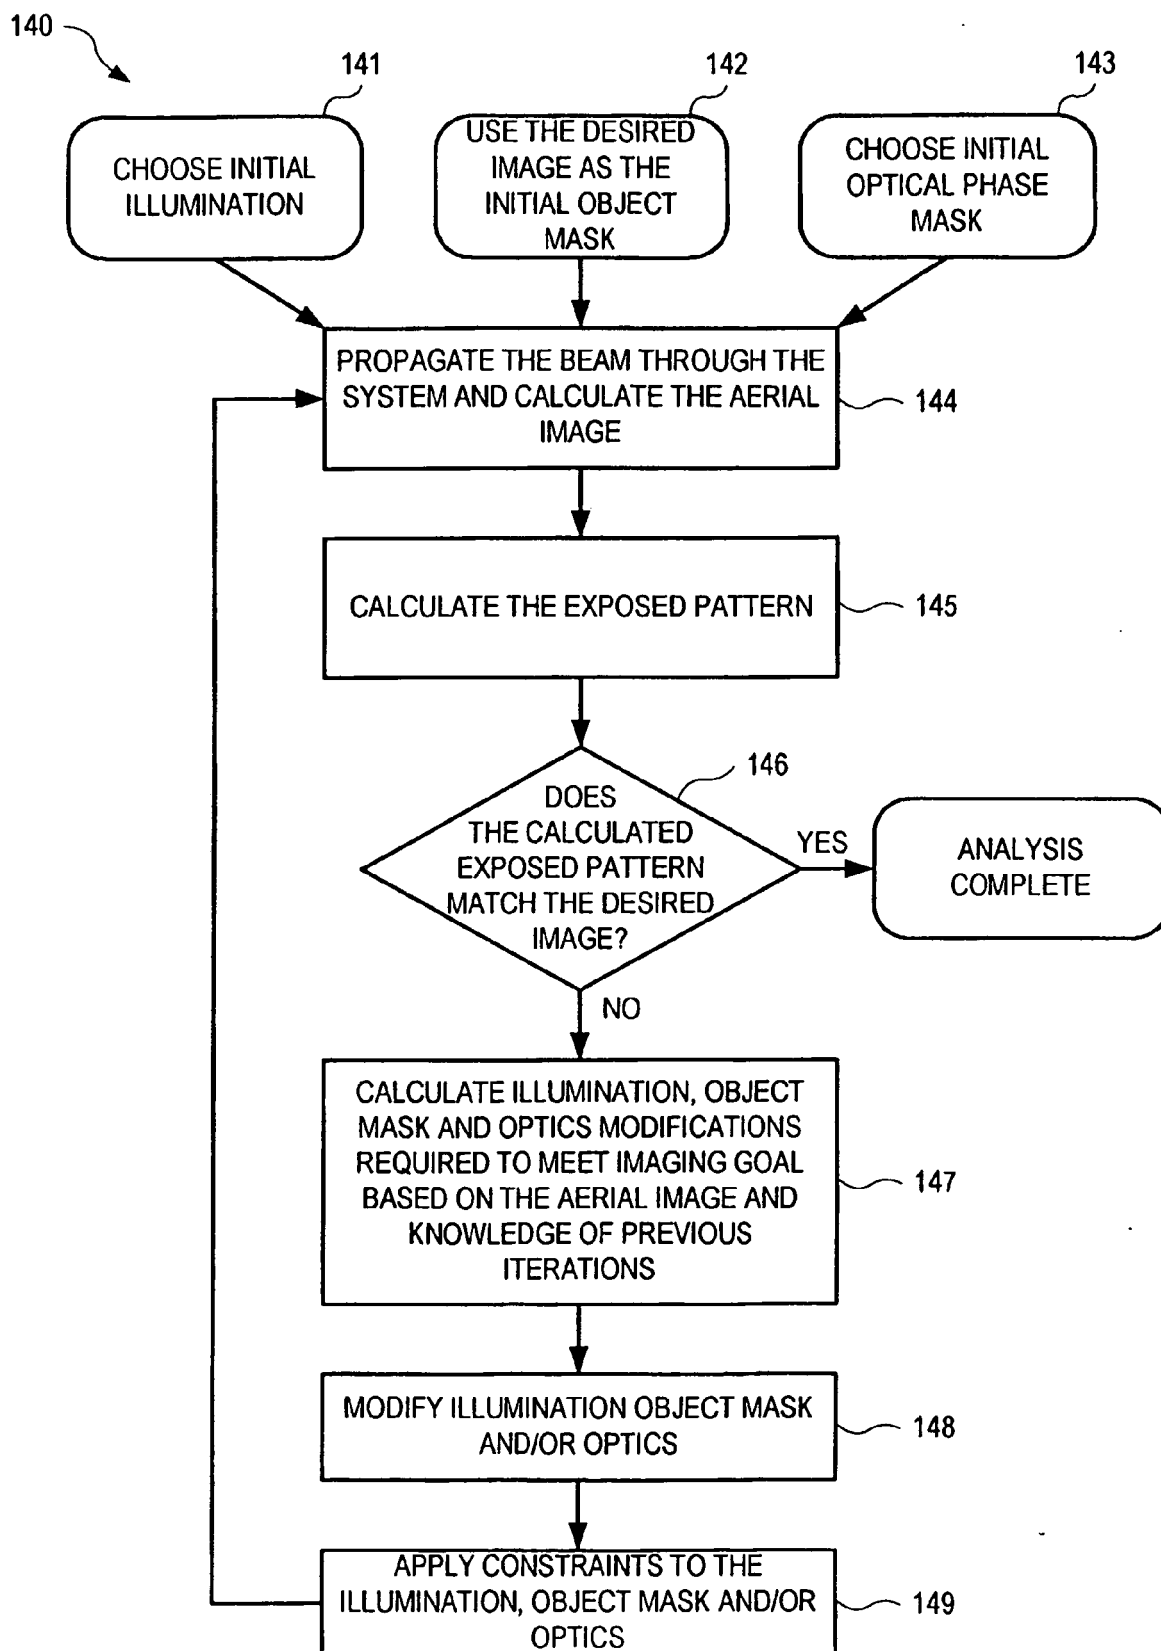 140
141
142
143
CHOOSE INITIAL
ILLUMINATION
USE THE DESIRED
IMAGE AS THE
INITIAL OBJECT
MASK
CHOOSE INITIAL
OPTICAL PHASE
MASK
PROPAGATE THE BEAM THROUGH THE
SYSTEM AND CALCULATE THE AERIAL
IMAGE
144
CALCULATE THE EXPOSED PATTERN
145
146
DOES
THE CALCULATED
EXPOSED PATTERN
MATCH THE DESIRED
IMAGE?
YES
ANALYSIS
COMPLETE
NO
CALCULATE ILLUMINATION, OBJECT
MASK AND OPTICS MODIFICATIONS
REQUIRED TO MEET IMAGING GOAL
BASED ON THE AERIAL IMAGE AND
KNOWLEDGE OF PREVIOUS
ITERATIONS
147
MODIFY ILLUMINATION OBJECT MASK
AND/OR OPTICS
148
APPLY CONSTRAINTS TO THE
ILLUMINATION, OBJECT MASK AND/OR
OPTICS
149